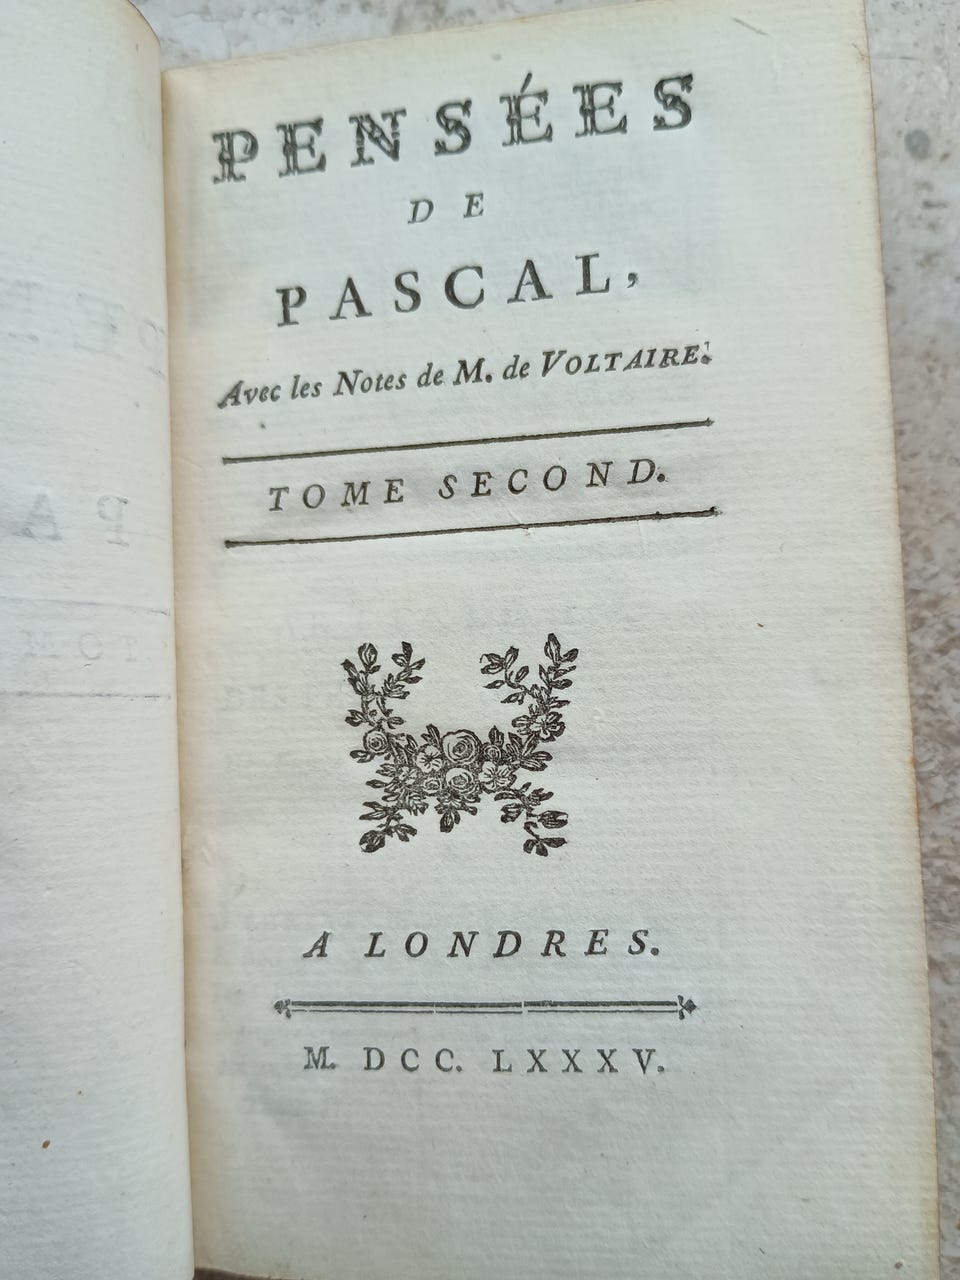 PENSÉES
DE
PASCAL,
Avec les Notes de M. de VOLTAIRE.
TOME SECOND.
A LONDRES.
M. DCC. LXXXV.